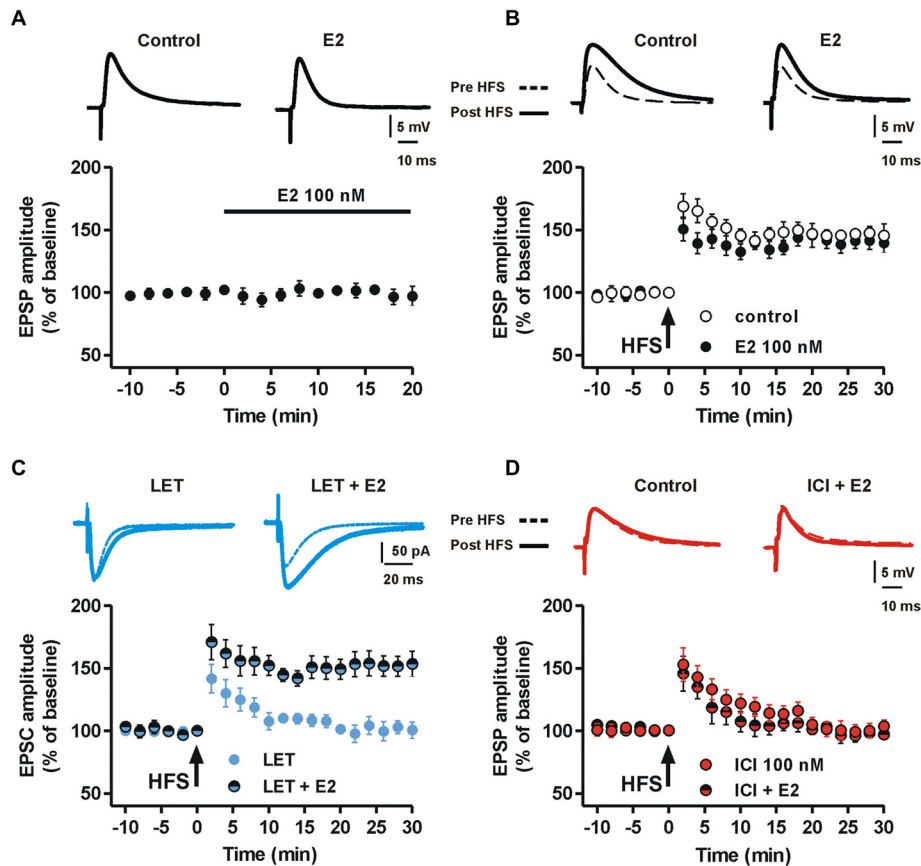 A
Control
E2
5 mV
10 ms
200
150
100
50
EPSP amplitude
(% of baseline)
E2 100 nM
-10 -5 0 5 10 15 20
Time (min)
B
Control
E2
Pre HFS
Post HFS
5 mV
10 ms
200
150
100
50
EPSP amplitude
(% of baseline)
HFS
control
E2 100 nM
-10 -5 0 5 10 15 20 25 30
Time (min)
C
LET
LET + E2
50 pA
20 ms
200
150
100
50
EPSC amplitude
(% of baseline)
HFS
LET
LET + E2
-10 -5 0 5 10 15 20 25 30
Time (min)
D
Control
ICI + E2
Pre HFS
Post HFS
5 mV
10 ms
200
150
100
50
EPSP amplitude
(% of baseline)
HFS
ICI 100 nM
ICI + E2
-10 -5 0 5 10 15 20 25 30
Time (min)